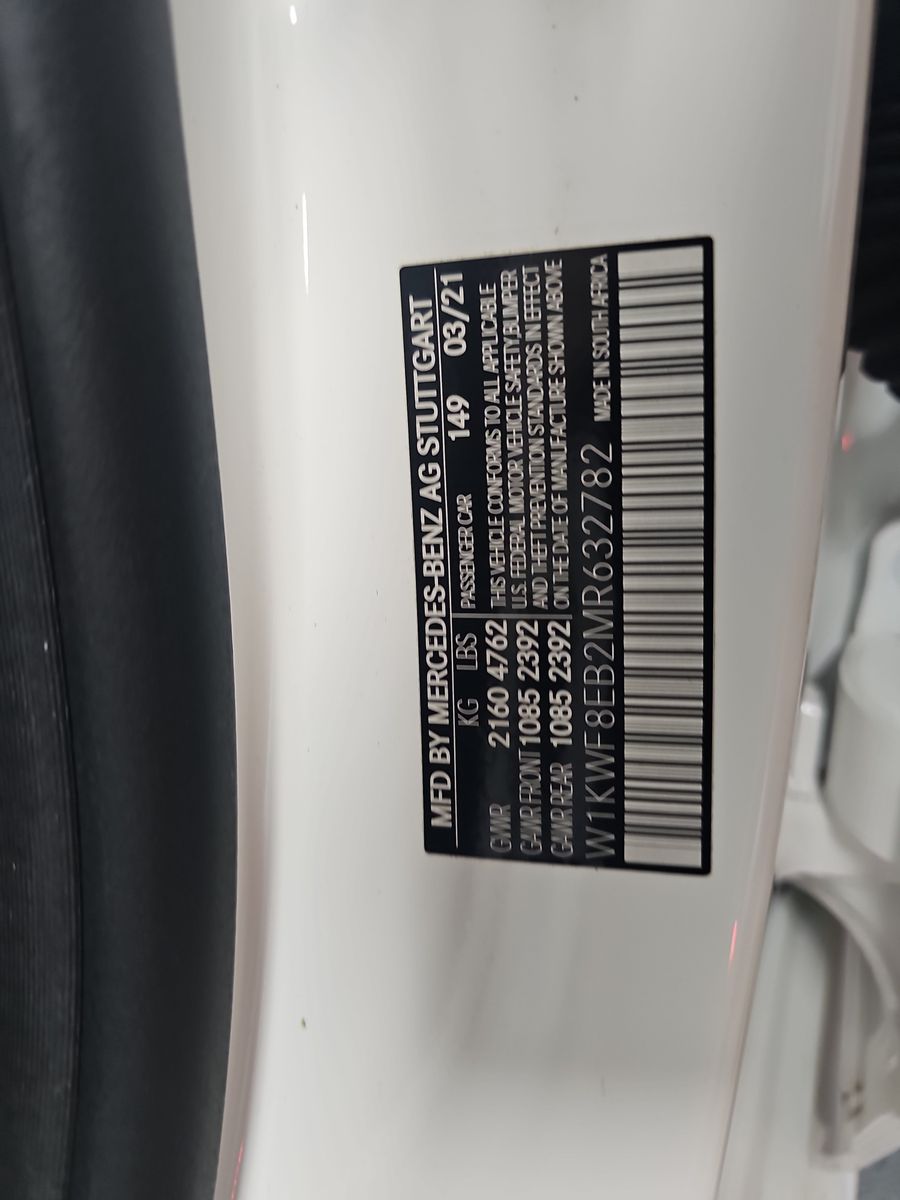 MFD BY MERCEDES-BENZ AG STUTTGART
KG LBS PASSENGER CAR 149 03/21
GVWR 2160 4762 THIS VEHICLE CONFORMS TO ALL APPLICABLE
GAWR FRONT 1085 2392 U.S. FEDERAL MOTOR VEHICLE SAFETY,BUMPER
AND THEFT PREVENTION STANDARDS IN EFFECT
GAWR REAR 1085 2392 ON THE DATE OF MANUFACTURE SHOWN ABOVE
W1KWF8EB2MR632782 MADE IN SOUTH AFRICA